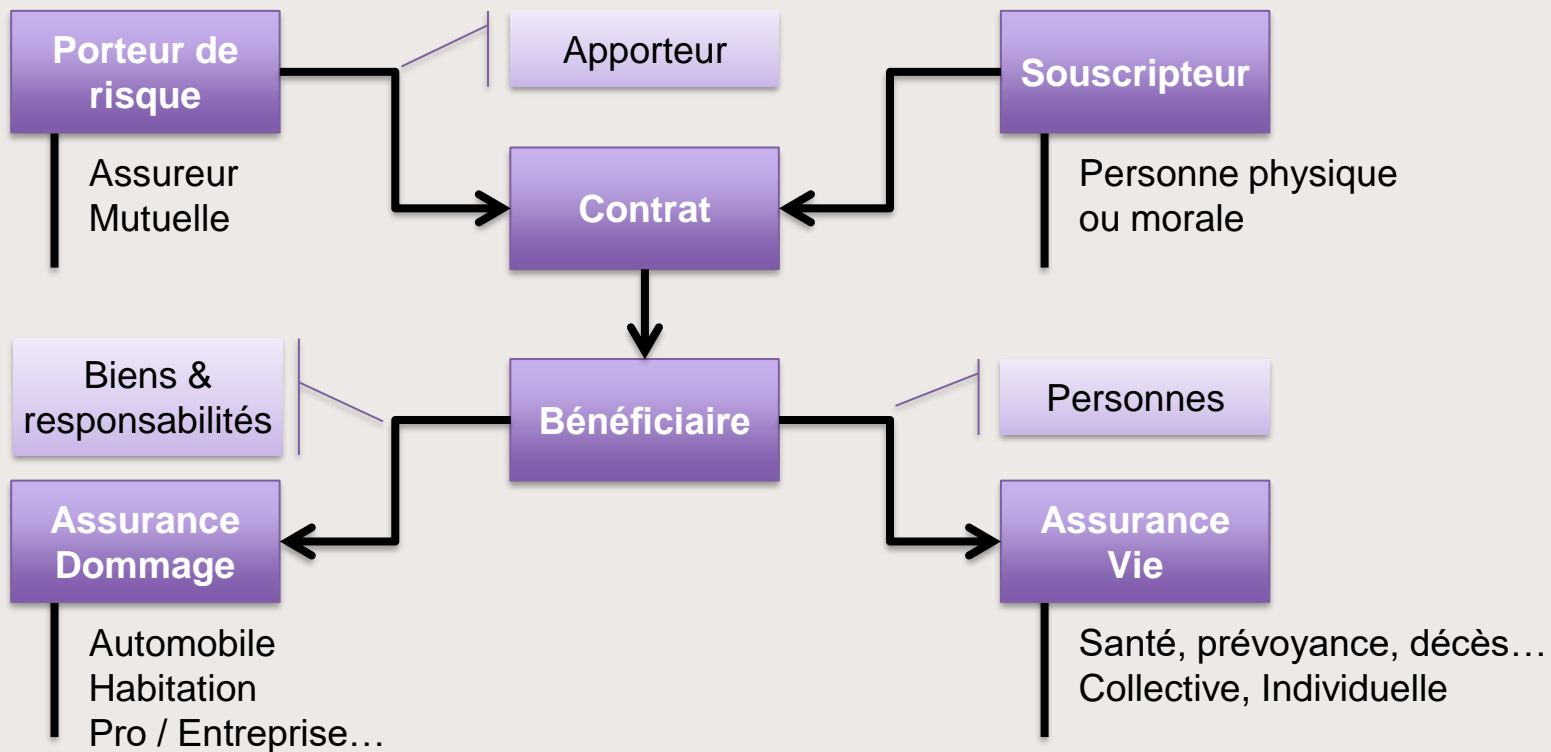 Porteur de
risque
Apporteur
Souscripteur
Assureur
Mutuelle
Contrat
Personne physique
ou morale
Biens &
responsabilités
Bénéficiaire
Personnes
Assurance
Dommage
Assurance
Vie
Automobile
Habitation
Pro / Entreprise…
Santé, prévoyance, décès…
Collective, Individuelle